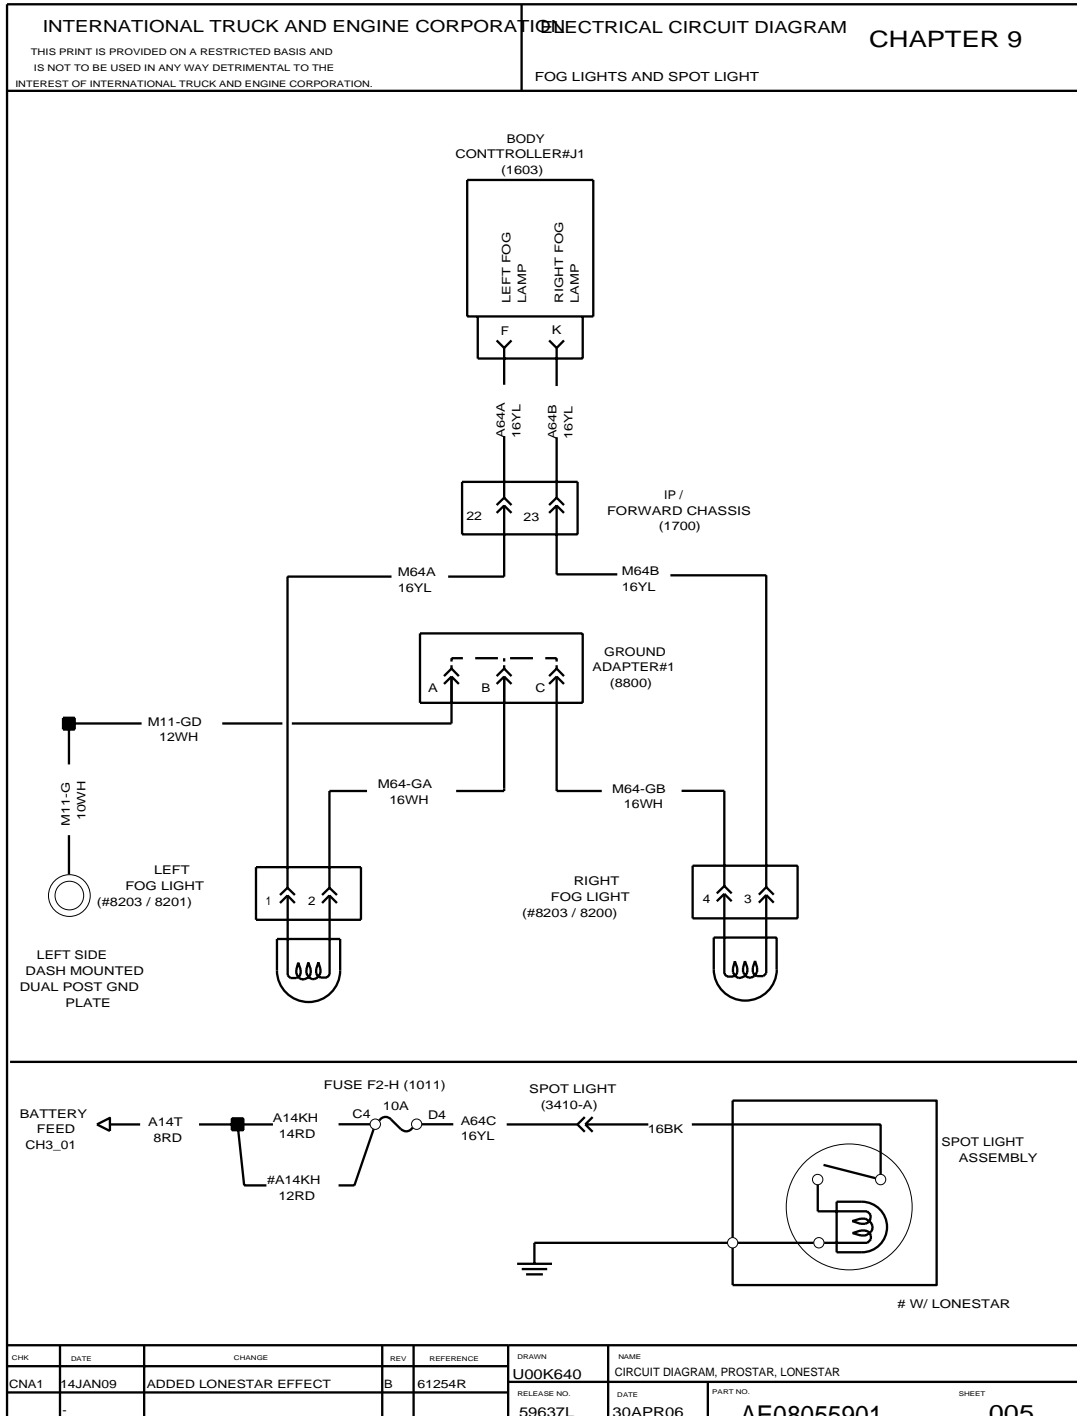 INTERNATIONAL TRUCK AND ENGINE CORPORATION
THIS PRINT IS PROVIDED ON A RESTRICTED BASIS AND
IS NOT TO BE USED IN ANY WAY DETRIMENTAL TO THE
INTEREST OF INTERNATIONAL TRUCK AND ENGINE CORPORATION.
ELECTRICAL CIRCUIT DIAGRAM
CHAPTER 9
FOG LIGHTS AND SPOT LIGHT
BODY
CONTTROLLER#J1
(1603)
LEFT FOG
LAMP
RIGHT FOG
LAMP
F
K
A64A
16YL
A64B
16YL
22
23
IP /
FORWARD CHASSIS
(1700)
M64A
16YL
M64B
16YL
GROUND
ADAPTER#1
(8800)
A
B
C
M11-GD
12WH
M11-G
10WH
M64-GA
16WH
M64-GB
16WH
LEFT
FOG LIGHT
(#8203 / 8201)
1
2
RIGHT
FOG LIGHT
(#8203 / 8200)
4
3
LEFT SIDE
DASH MOUNTED
DUAL POST GND
PLATE
BATTERY
FEED
CH3_01
A14T
8RD
A14KH
14RD
#A14KH
12RD
FUSE F2-H (1011)
10A
C4
D4
A64C
16YL
SPOT LIGHT
(3410-A)
16BK
SPOT LIGHT
ASSEMBLY
# W/ LONESTAR
CHK
DATE
CHANGE
REV
REFERENCE
CNA1
14JAN09
ADDED LONESTAR EFFECT
B
61254R
-
DRAWN
U00K640
NAME
CIRCUIT DIAGRAM, PROSTAR, LONESTAR
RELEASE NO.
59637L
DATE
30APR06
PART NO.
AE08055901
SHEET
005